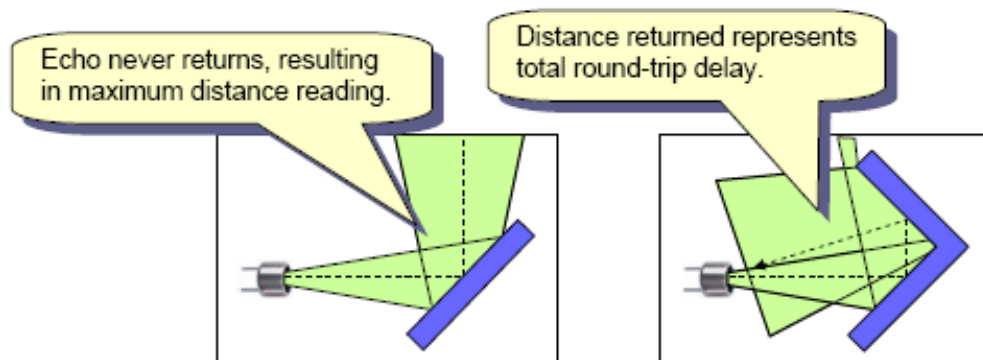 Echo never returns, resulting
in maximum distance reading.
Distance returned represents
total round-trip delay.